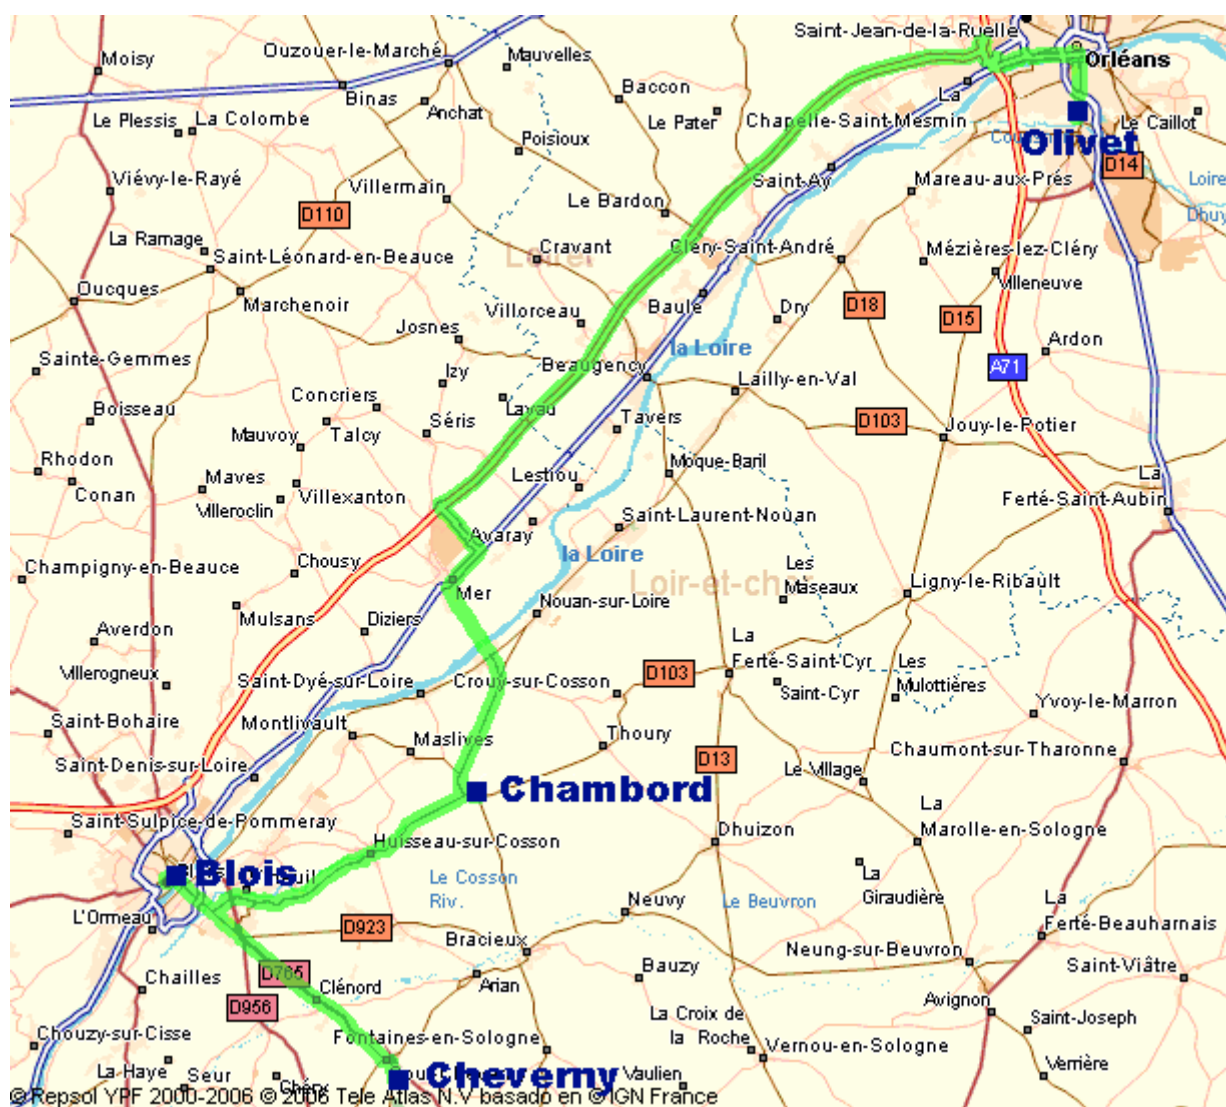 Saint-Jean-de-la-Ruelle
Moisy
Ouzouer-le-Marché
Mauvelles
Orléans
Binas
Baccon
La
Anchat
Le Plessis
La Colombe
Le Pater
Chapelle-Saint-Mesmin
Le Caillot
Poisioux
Olivet
D14
Viévy-le-Rayé
Villermain
Saint-Ay
Mareau-aux-Prés
Loire
D110
Le Bardon
Dhuy
La Ramage
Cravant
Loiret
Cléry-Saint-André
Mézières-lez-Cléry
Saint-Léonard-en-Beauce
Villeneuve
Oucques
Marchenoir
Villorceau
Baule
Dry
D18
D15
Josnes
Ardon
Sainte-Gemmes
Beaugency
la Loire
A71
Izy
Lailly-en-Val
Concriers
Lavau
Boisseau
Séris
Tavers
D103
Jouy-le-Potier
Mauvoy
Talcy
Rhodon
Lestiou
Moque-Baril
La
Maves
Villexanton
Ferté-Saint-Aubin
Conan
Villeroclin
Avaray
Saint-Laurent-Nouan
Chousy
la Loire
Les
Maseaux
Champigny-en-Beauce
Loir-et-cher
Ligny-le-Ribault
Mer
Nouan-sur-Loire
Mulsans
Diziers
Averdon
La
Ferté-Saint-Cyr
Villerogneux
Saint-Dyé-sur-Loire
Crouy-sur-Cosson
D103
Saint-Cyr
Les
Mulottières
Saint-Bohaire
Montlivault
Yvoy-le-Marron
Maslives
Thoury
D13
Chaumont-sur-Tharonne
Saint-Denis-sur-Loire
Le Village
Chambord
La
Marolle-en-Sologne
Saint-Sulpice-de-Pommeray
Huisseau-sur-Cosson
Dhuizon
Blois
Le Cosson
Riv.
La
Giraudière
L'Ormeau
Neuvy
Le Beuvron
La
Ferté-Beauharnais
D923
Bracieux
Neung-sur-Beuvron
Chailles
D765
Clénord
Arian
Bauzy
Saint-Viâtre
D956
La Croix de
la Roche
Avignon
Saint-Joseph
Chouzy-sur-Cisse
Fontaines-en-Sologne
Vernou-en-Sologne
La Haye
Seur
Cheverny
Vaulien
Verrière
© Repsol YPF 2000-2006 © 2006 Tele Atlas N.V basado en © IGN France